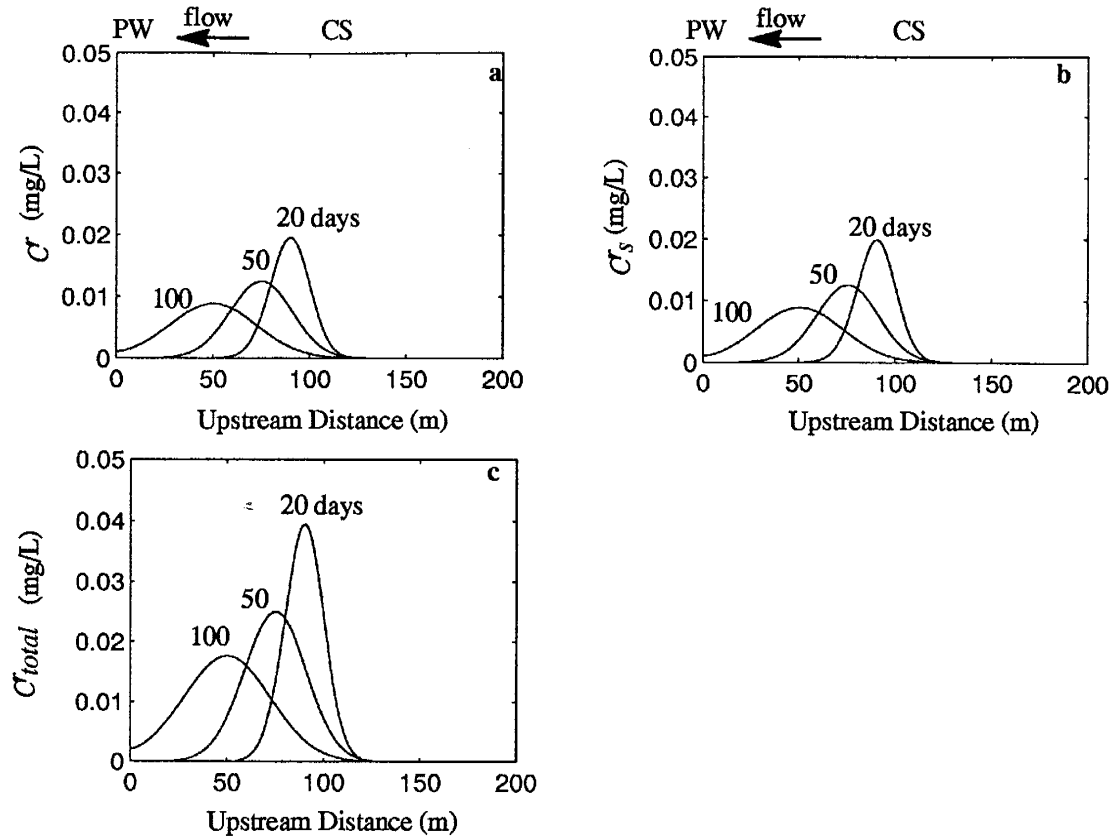 PW flow CS
a
0.05
0.04
0.03
0.02
0.01
0
C^r (mg/L)
20 days
50
100
0 50 100 150 200
Upstream Distance (m)
PW flow CS
b
0.05
0.04
0.03
0.02
0.01
0
C^r_s (mg/L)
20 days
50
100
0 50 100 150 200
Upstream Distance (m)
c
0.05
0.04
0.03
0.02
0.01
0
C^r_total (mg/L)
20 days
50
100
0 50 100 150 200
Upstream Distance (m)